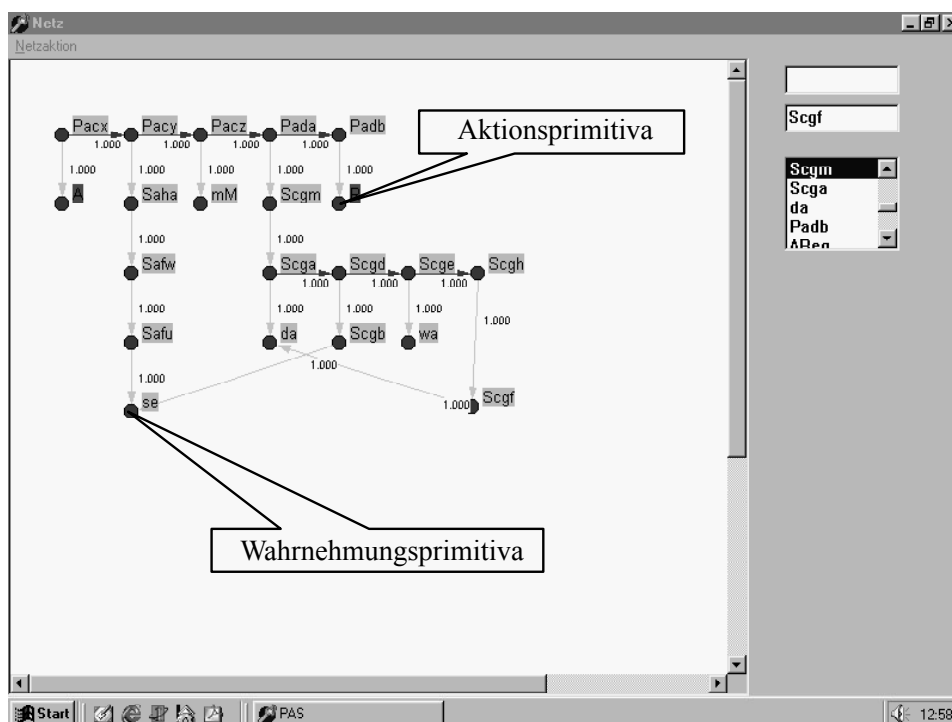 Netz
Netzaktion
Pacx Pacy Pacz Pada Padb
1.000 1.000 1.000 1.000
Aktionsprimitiva
Scgf
1.000 1.000 1.000 1.000 1.000
A Saha mM Scgm B
Scgm
Scga
da
Padb
AReg
1.000 1.000
Safw Scga Scgd Scge Scgh
1.000 1.000 1.000
1.000 1.000 1.000 1.000
1.000
Safu da Scgb wa
1.000
1.000
se Scgf
1.000
Wahrnehmungsprimitiva
Start PAS 12:58